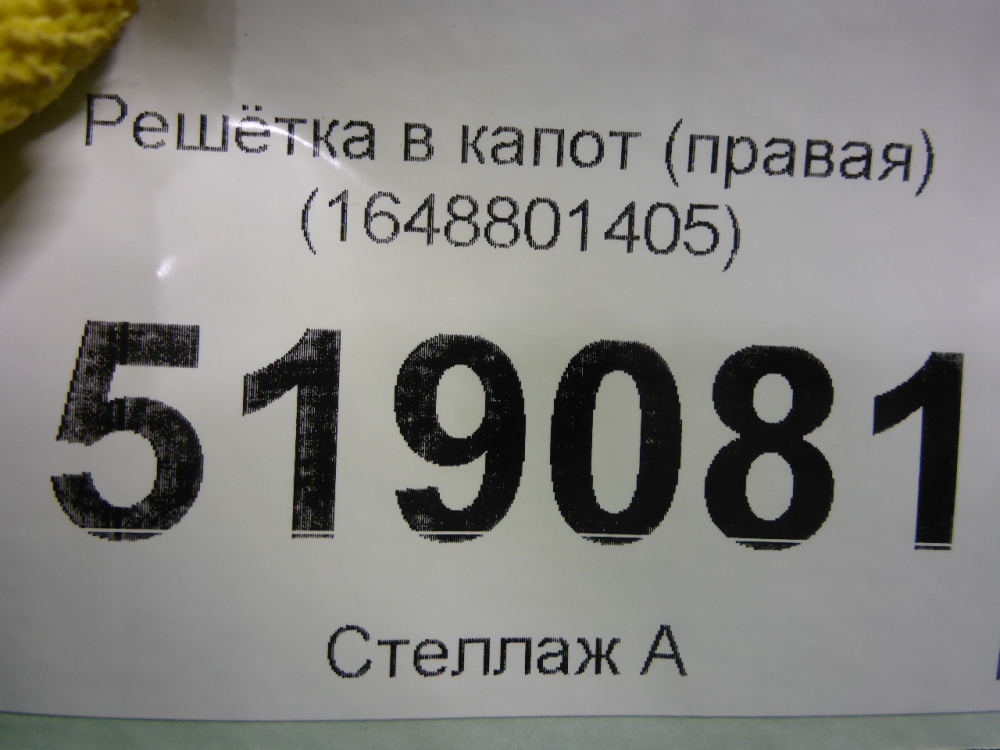 Решётка в капот (правая)
(1648801405)
519081
Стеллаж А